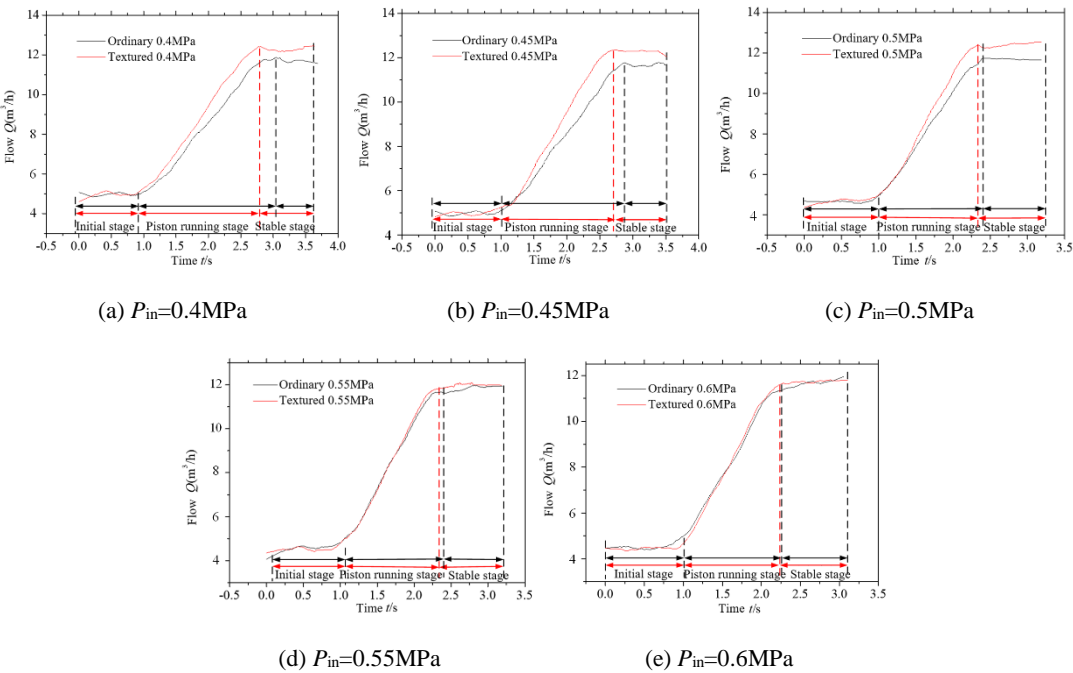 14
12
10
8
6
4
Flow Q(m³/h)
Ordinary 0.4MPa
Textured 0.4MPa
Initial stage Piston running stage Stable stage
-0.5 0.0 0.5 1.0 1.5 2.0 2.5 3.0 3.5 4.0
Time t/s
(a) Pin=0.4MPa
14
12
10
8
6
4
Flow Q(m³/h)
Ordinary 0.45MPa
Textured 0.45MPa
Initial stage Piston running stage Stable stage
-0.5 0.0 0.5 1.0 1.5 2.0 2.5 3.0 3.5 4.0
Time t/s
(b) Pin=0.45MPa
14
12
10
8
6
4
Flow Q(m³/h)
Ordinary 0.5MPa
Textured 0.5MPa
Initial stage Piston running stage Stable stage
-0.5 0.0 0.5 1.0 1.5 2.0 2.5 3.0 3.5
Time t/s
(c) Pin=0.5MPa
12
10
8
6
4
Flow Q(m³/h)
Ordinary 0.55MPa
Textured 0.55MPa
Initial stage Piston running stage Stable stage
-0.5 0.0 0.5 1.0 1.5 2.0 2.5 3.0 3.5
Time t/s
(d) Pin=0.55MPa
12
10
8
6
4
Flow Q(m³/h)
Ordinary 0.6MPa
Textured 0.6MPa
Initial stage Piston running stage Stable stage
0.0 0.5 1.0 1.5 2.0 2.5 3.0 3.5
Time t/s
(e) Pin=0.6MPa